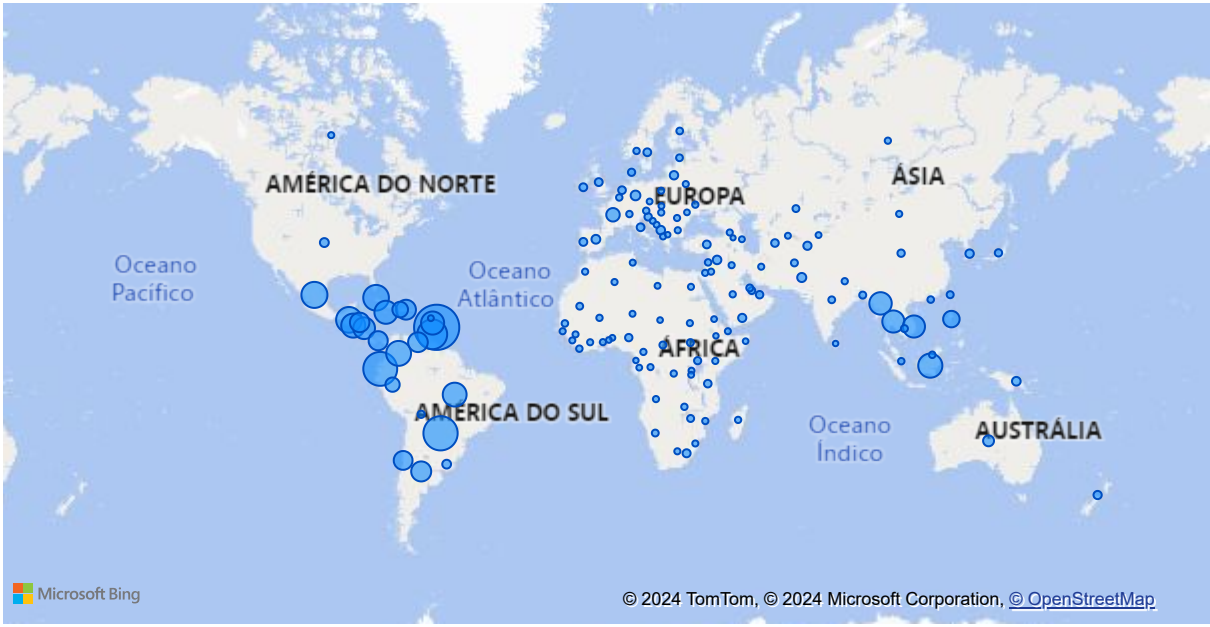 AMÉRICA DO NORTE
EUROPA
ÁSIA
Oceano
Pacífico
Oceano
Atlântico
ÁFRICA
AMÉRICA DO SUL
Oceano
Índico
AUSTRÁLIA
Microsoft Bing
© 2024 TomTom, © 2024 Microsoft Corporation, © OpenStreetMap